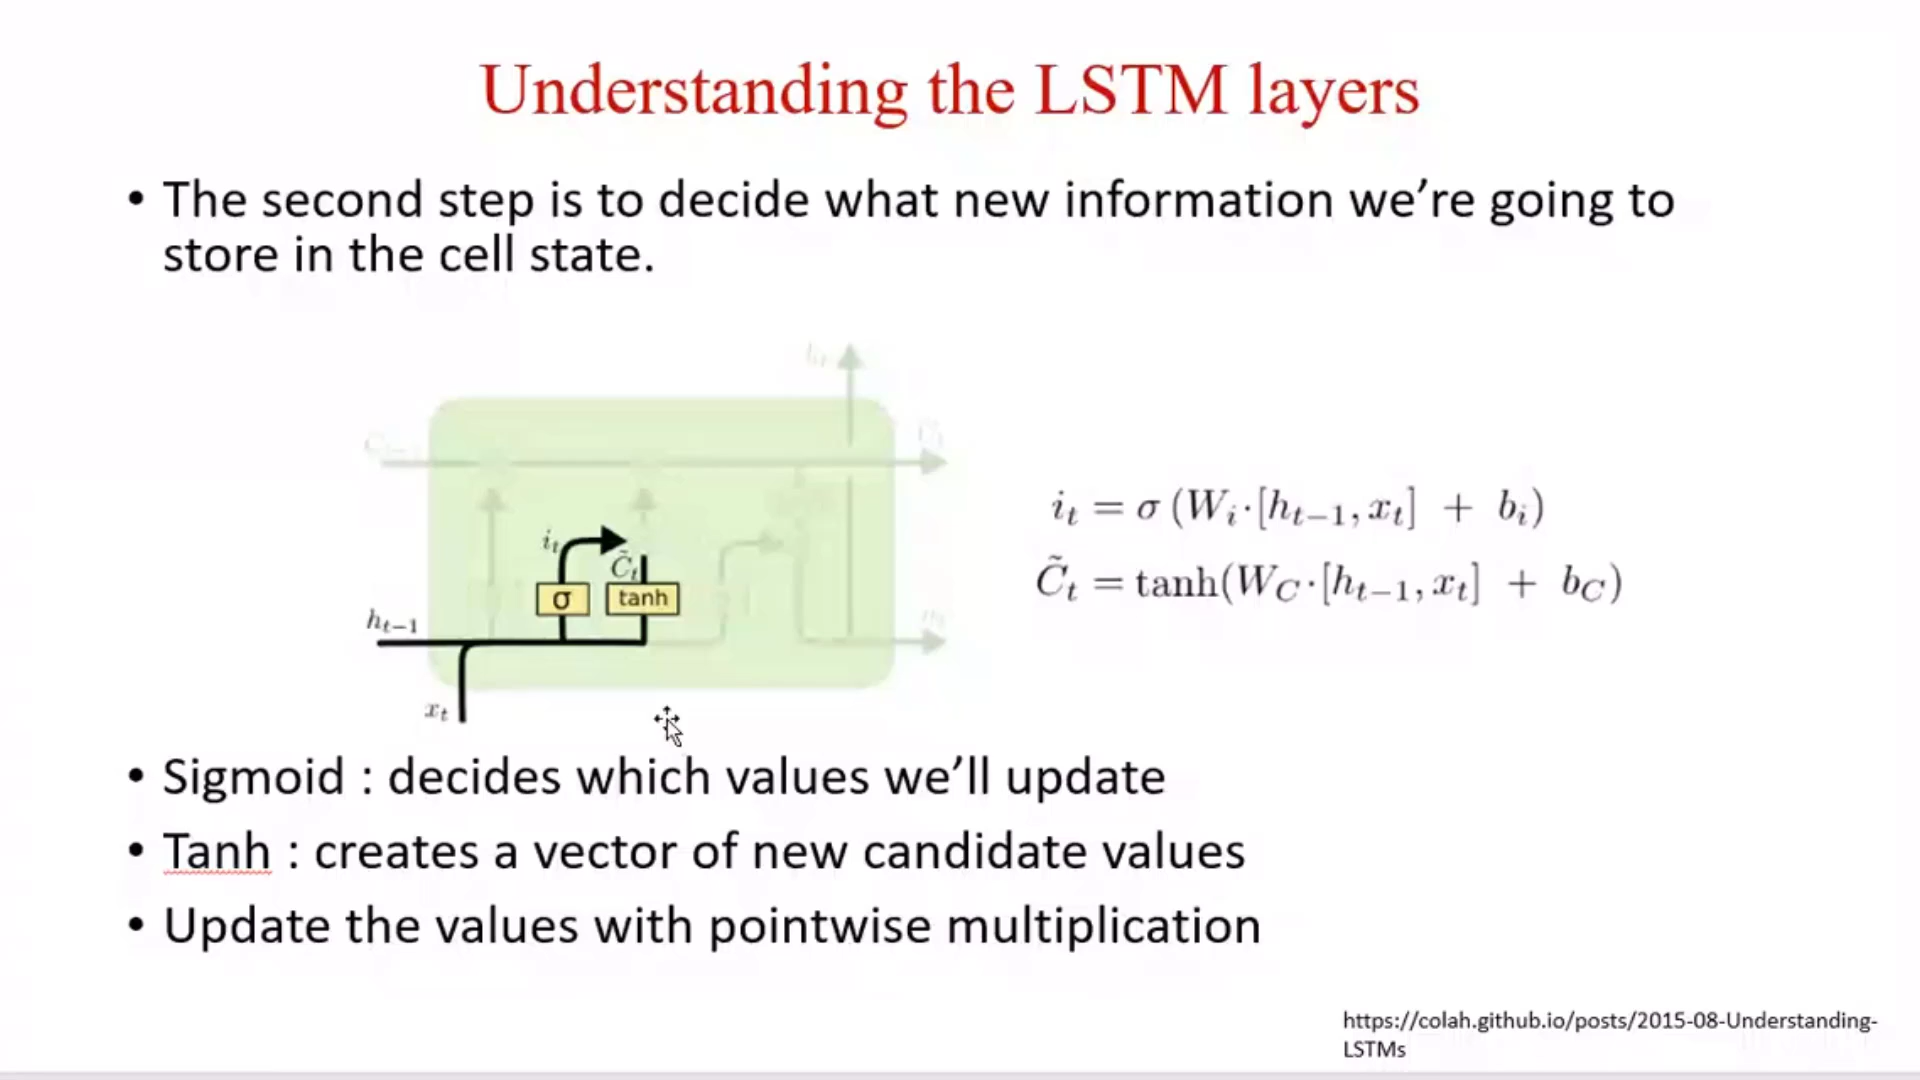 Understanding the LSTM layers
• The second step is to decide what new information we’re going to
store in the cell state.
i_t
C̃_t
σ
tanh
h_{t−1}
x_t
i_t = σ (W_i·[h_{t−1}, x_t] + b_i)
C̃_t = tanh(W_C·[h_{t−1}, x_t] + b_C)
• Sigmoid : decides which values we’ll update
• Tanh : creates a vector of new candidate values
• Update the values with pointwise multiplication
https://colah.github.io/posts/2015-08-Understanding-
LSTMs